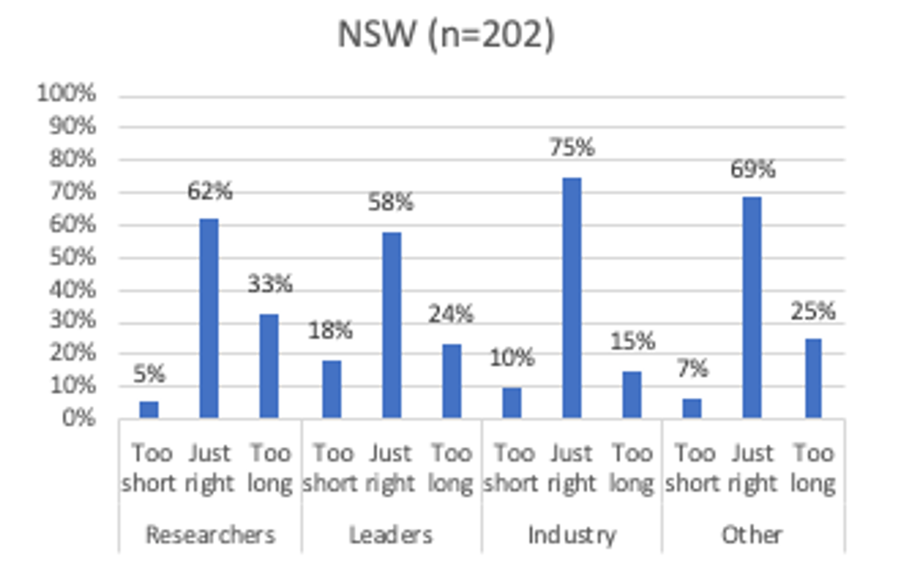 NSW (n=202)
100%
90%
80%
70%
60%
50%
40%
30%
20%
10%
0%
5%
62%
33%
18%
58%
24%
10%
75%
15%
7%
69%
25%
Too short
Just right
Too long
Too short
Just right
Too long
Too short
Just right
Too long
Too short
Just right
Too long
Researchers
Leaders
Industry
Other